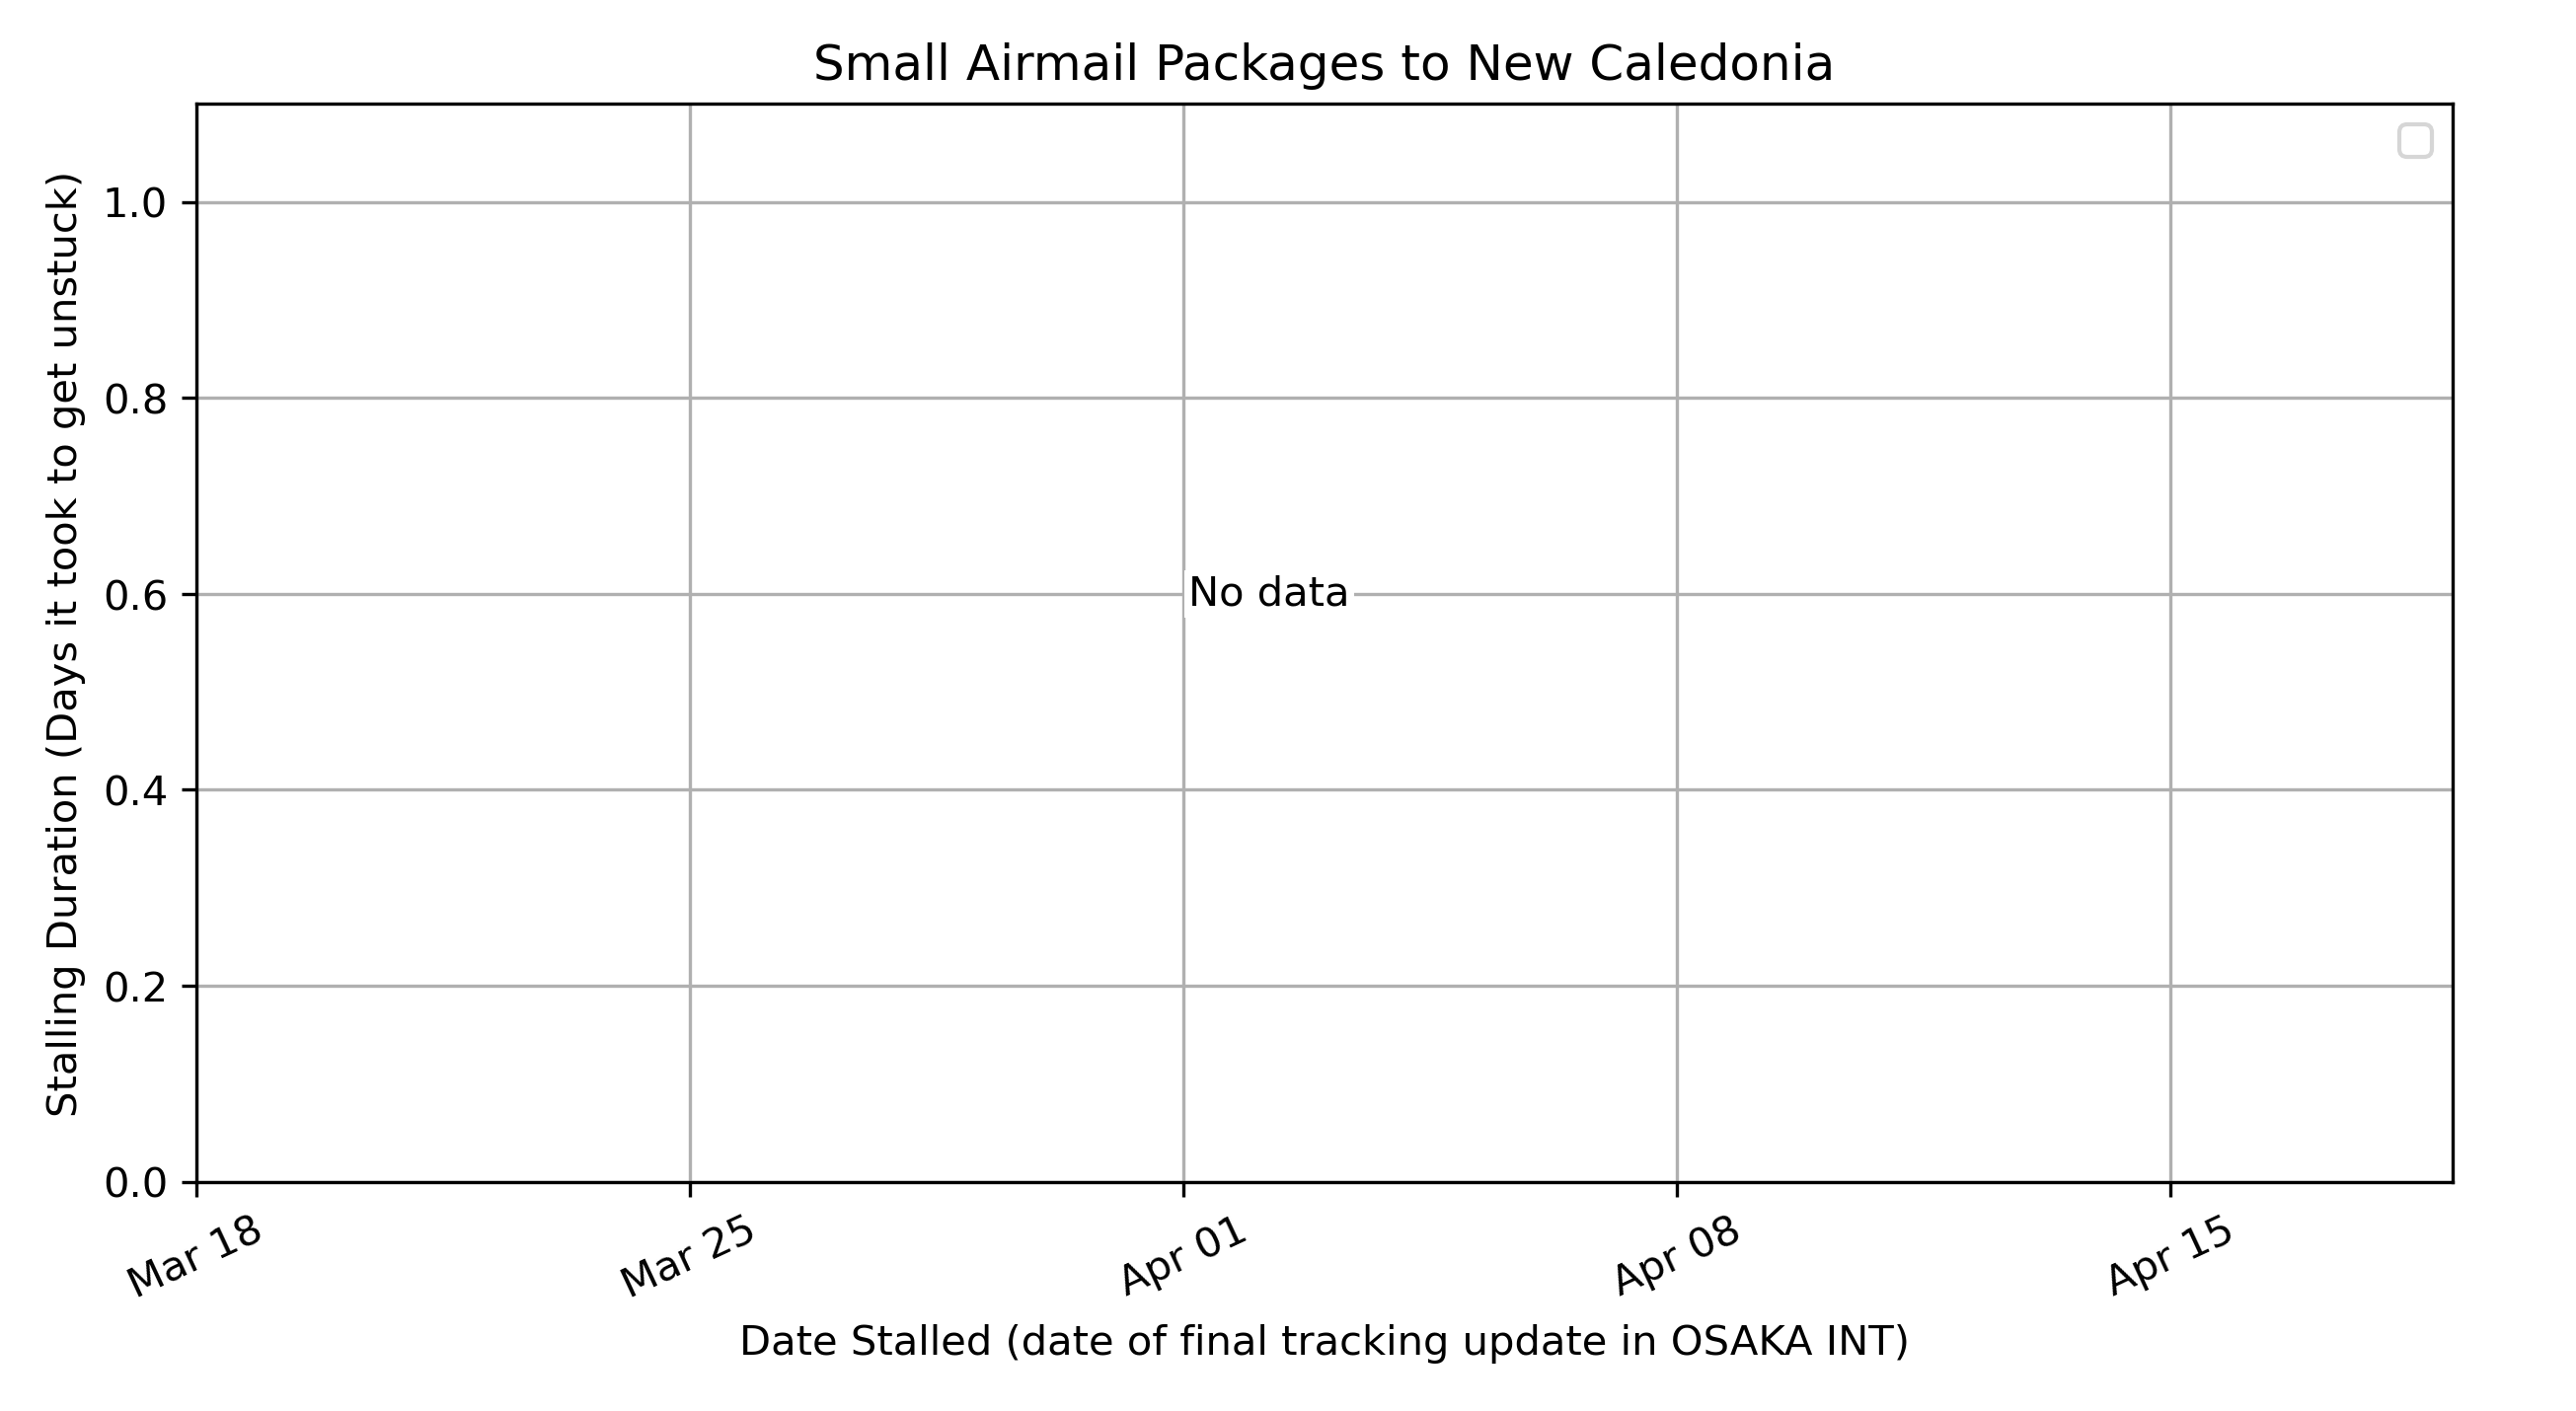 Small Airmail Packages to New Caledonia
Stalling Duration (Days it took to get unstuck)
1.0
0.8
0.6
0.4
0.2
0.0
No data
Mar 18
Mar 25
Apr 01
Apr 08
Apr 15
Date Stalled (date of final tracking update in OSAKA INT)